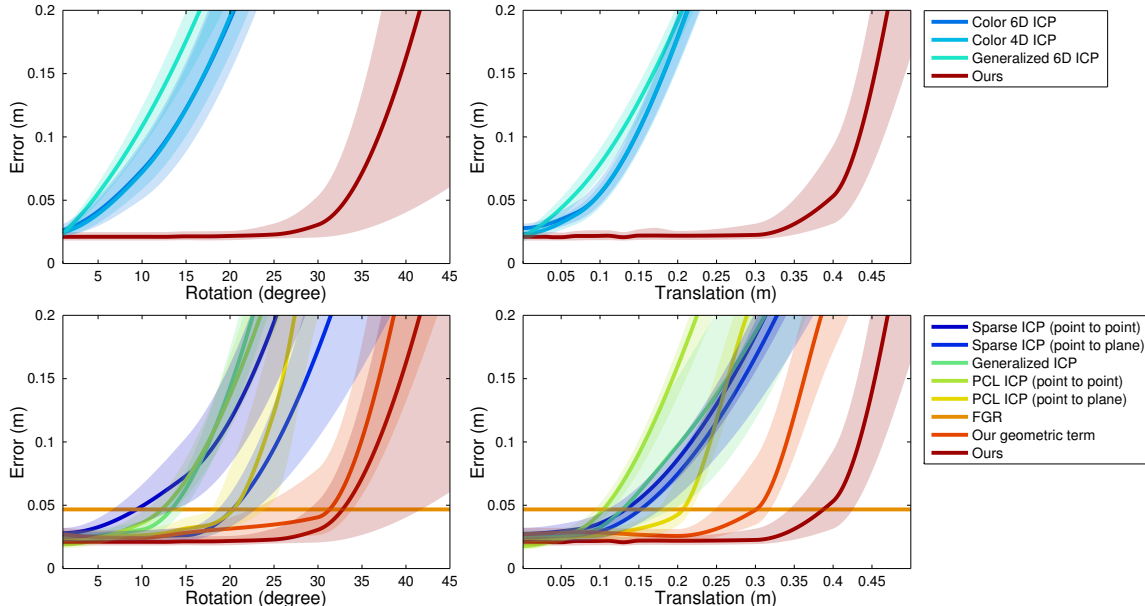 0.2
0.15
0.1
0.05
0
Error (m)
5 10 15 20 25 30 35 40 45
Rotation (degree)
0.2
0.15
0.1
0.05
0
Error (m)
0.05 0.1 0.15 0.2 0.25 0.3 0.35 0.4 0.45
Translation (m)
Color 6D ICP
Color 4D ICP
Generalized 6D ICP
Ours
0.2
0.15
0.1
0.05
0
Error (m)
5 10 15 20 25 30 35 40 45
Rotation (degree)
0.2
0.15
0.1
0.05
0
Error (m)
0.05 0.1 0.15 0.2 0.25 0.3 0.35 0.4 0.45
Translation (m)
Sparse ICP (point to point)
Sparse ICP (point to plane)
Generalized ICP
PCL ICP (point to point)
PCL ICP (point to plane)
FGR
Our geometric term
Ours